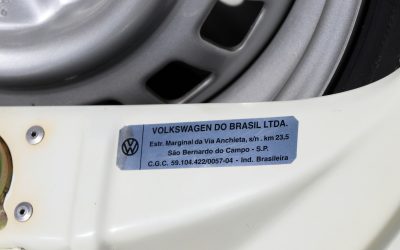 VOLKSWAGEN DO BRASIL LTDA.
Estr. Marginal da Via Anchieta, s/n . km 23,5
São Bernardo do Campo - S.P.
C.G.C. 59.104.422/0057-04 - Ind. Brasileira